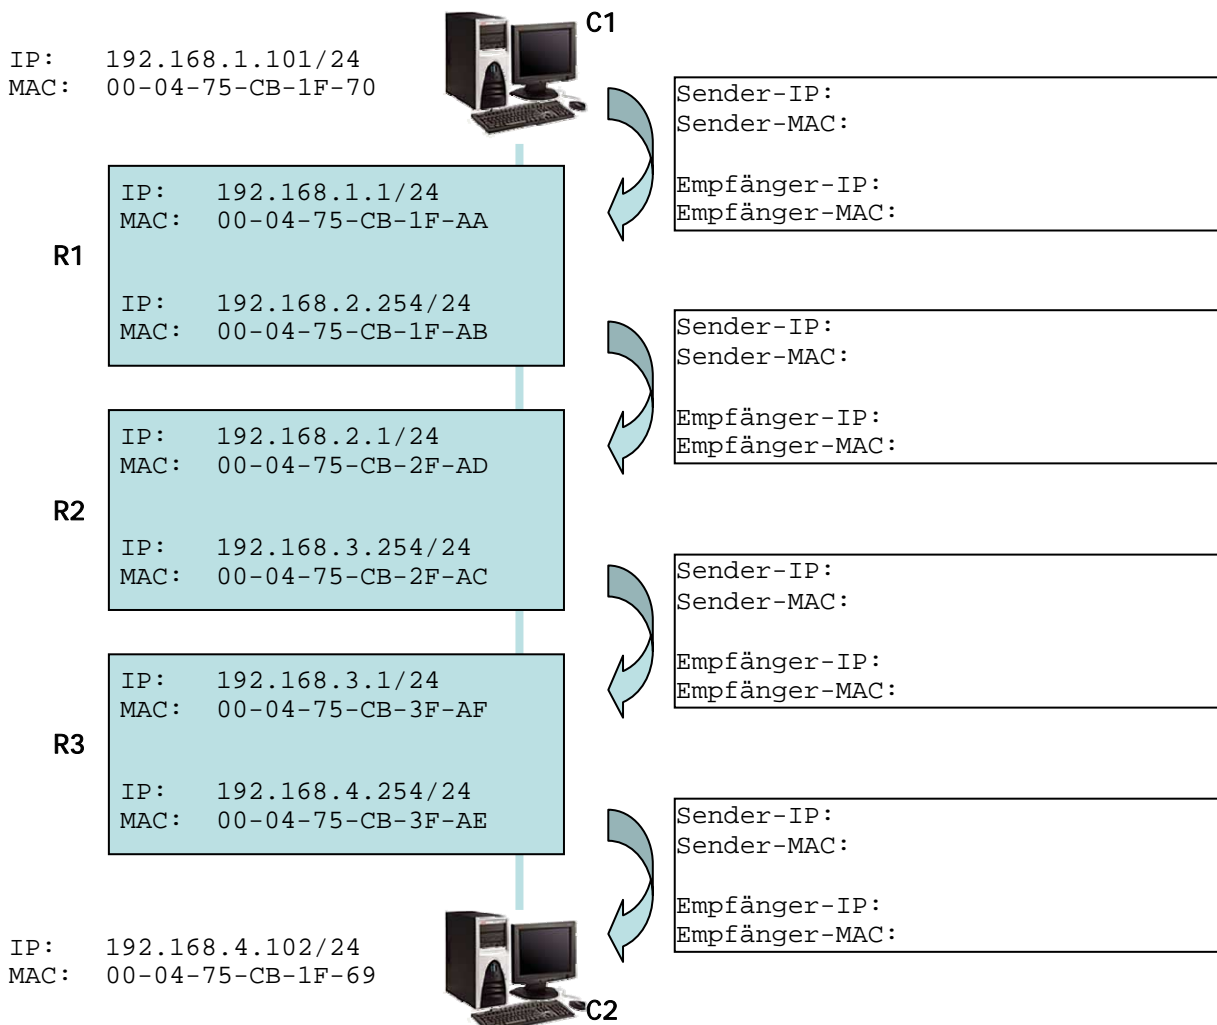 C1
IP: 192.168.1.101/24
MAC: 00-04-75-CB-1F-70
Sender-IP:
Sender-MAC:
Empfänger-IP:
Empfänger-MAC:
R1
IP: 192.168.1.1/24
MAC: 00-04-75-CB-1F-AA
IP: 192.168.2.254/24
MAC: 00-04-75-CB-1F-AB
Sender-IP:
Sender-MAC:
Empfänger-IP:
Empfänger-MAC:
R2
IP: 192.168.2.1/24
MAC: 00-04-75-CB-2F-AD
IP: 192.168.3.254/24
MAC: 00-04-75-CB-2F-AC
Sender-IP:
Sender-MAC:
Empfänger-IP:
Empfänger-MAC:
R3
IP: 192.168.3.1/24
MAC: 00-04-75-CB-3F-AF
IP: 192.168.4.254/24
MAC: 00-04-75-CB-3F-AE
Sender-IP:
Sender-MAC:
Empfänger-IP:
Empfänger-MAC:
IP: 192.168.4.102/24
MAC: 00-04-75-CB-1F-69
C2